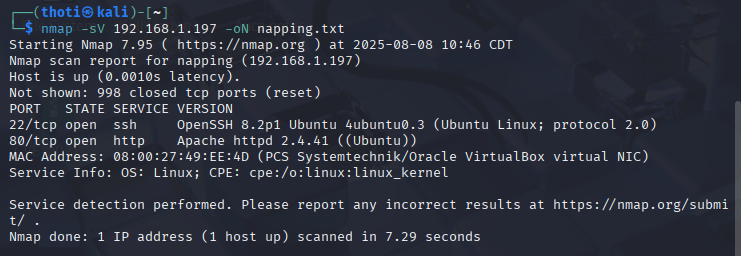 ┌──(thoti㉿kali)-[~]
└─$ nmap -sV 192.168.1.197 -oN napping.txt
Starting Nmap 7.95 ( https://nmap.org ) at 2025-08-08 10:46 CDT
Nmap scan report for napping (192.168.1.197)
Host is up (0.0010s latency).
Not shown: 998 closed tcp ports (reset)
PORT   STATE SERVICE VERSION
22/tcp open  ssh     OpenSSH 8.2p1 Ubuntu 4ubuntu0.3 (Ubuntu Linux; protocol 2.0)
80/tcp open  http    Apache httpd 2.4.41 ((Ubuntu))
MAC Address: 08:00:27:49:EE:4D (PCS Systemtechnik/Oracle VirtualBox virtual NIC)
Service Info: OS: Linux; CPE: cpe:/o:linux:linux_kernel
Service detection performed. Please report any incorrect results at https://nmap.org/submi
t/ .
Nmap done: 1 IP address (1 host up) scanned in 7.29 seconds